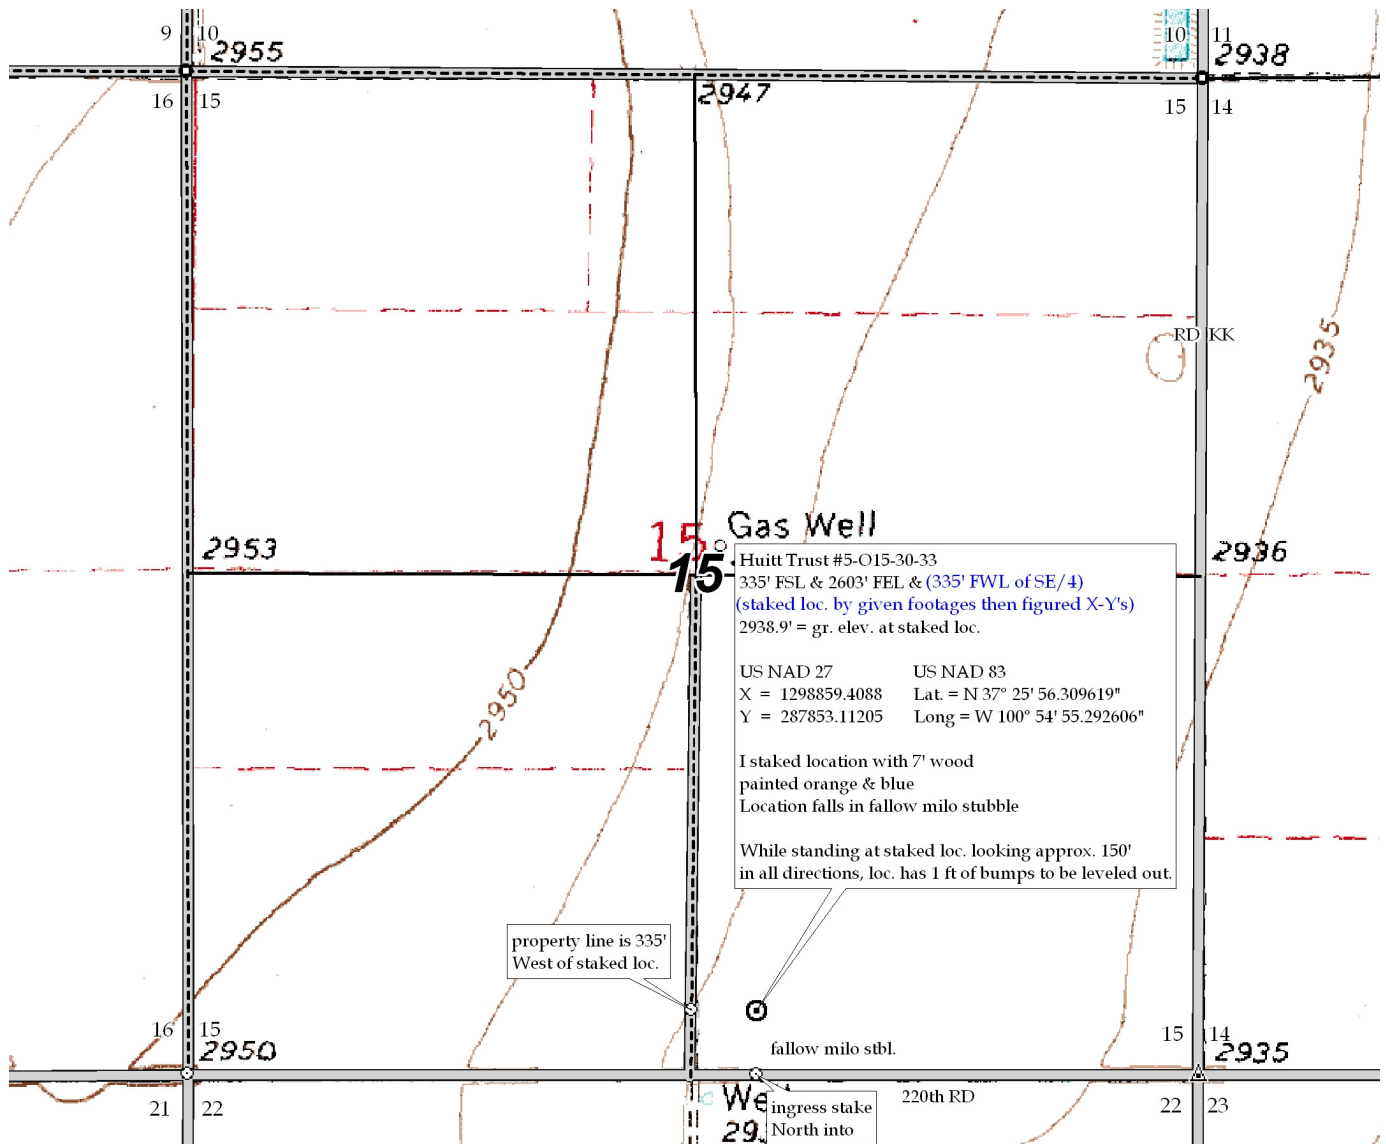 9 10
2955
10 11
2938
16 15
2947
15 14
RD KK
2935
Gas Well
15
15
2953
2936
Huitt Trust #5-O15-30-33
335' FSL & 2603' FEL & (335' FWL of SE/4)
(staked loc. by given footages then figured X-Y's)
2938.9' = gr. elev. at staked loc.
US NAD 27 US NAD 83
X = 1298859.4088 Lat. = N 37° 25' 56.309619"
Y = 287853.11205 Long = W 100° 54' 55.292606"
I staked location with 7' wood
painted orange & blue
Location falls in fallow milo stubble
While standing at staked loc. looking approx. 150'
in all directions, loc. has 1 ft of bumps to be leveled out.
2950
property line is 335'
West of staked loc.
16 15
2950
fallow milo stbl.
15 14
2935
21 22
220th RD
22 23
ingress stake
North into